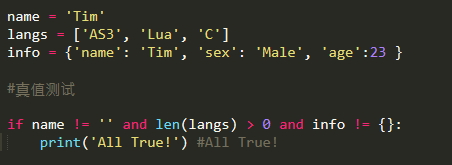 name = 'Tim'
langs = ['AS3', 'Lua', 'C']
info = {'name': 'Tim', 'sex': 'Male', 'age':23 }
#真值测试
if name != '' and len(langs) > 0 and info != {}:
    print('All True!') #All True!